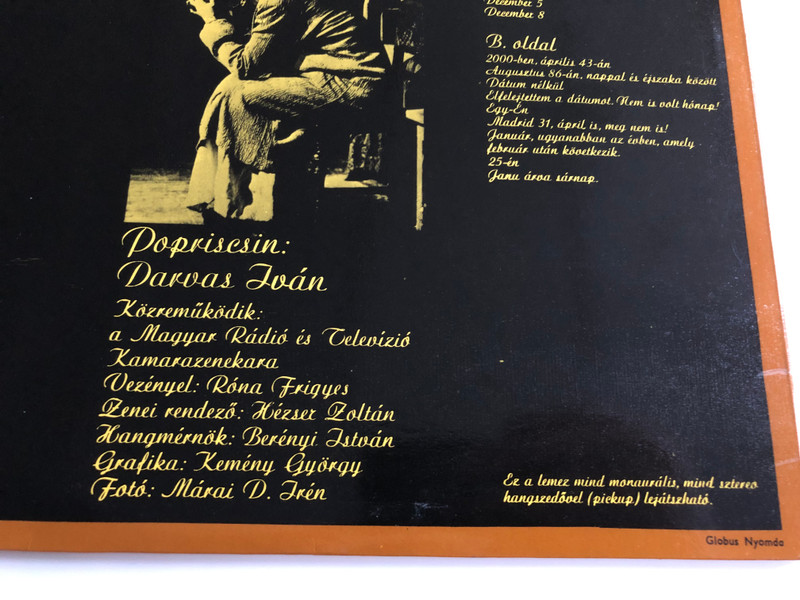 December 5
December 8
B. oldal
2000-ben, április 43-án
Augusztus 86-án, nappal és éjszaka között
Dátum nélkül
Elfelejtettem a dátumot. Nem is volt hónap!
Egy-Én
Madrid 31, április, meg nem is!
Január, ugyanabban az évben, amely
február után következik.
25-én
Janu árva sárnap.
Popriscsin:
Darvas Iván
Közreműködik:
a Magyar Rádió és Televízió
Kamarazenekara
Vezényel: Róna Frigyes
Zenei rendező: Hézser Zoltán
Hangmérnök: Berényi István
Grafika: Kemény György
Fotó: Márai D. Irén
Ez a lemez mind monaurális, mind sztereo
hangszedővel (pickup) lejátszható.
Globus Nyomda